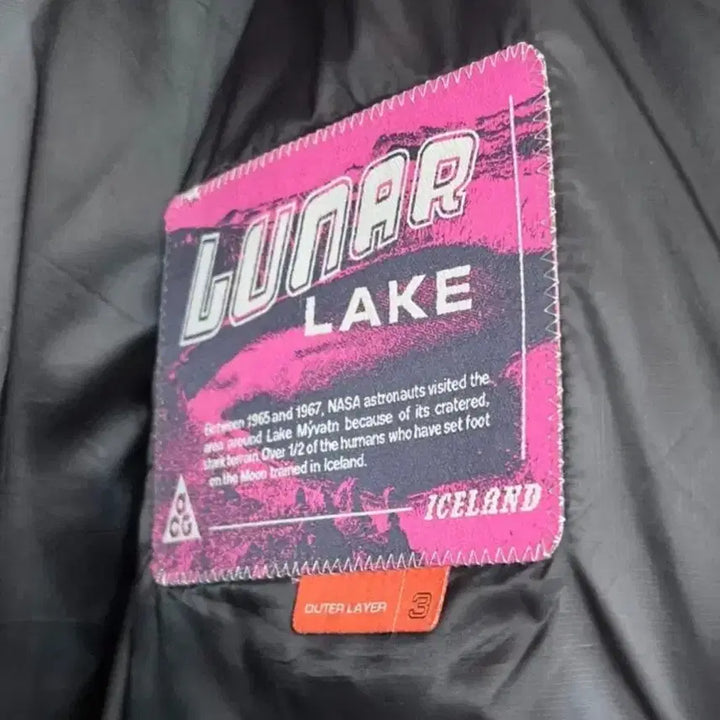 LUNAR
LAKE
Between 1965 and 1967, NASA astronauts visited the
area around Lake Mývatn because of its cratered,
stark terrain. Over 1/2 of the humans who have set foot
on the Moon trained in Iceland.
ACG
ICELAND
OUTER LAYER 3